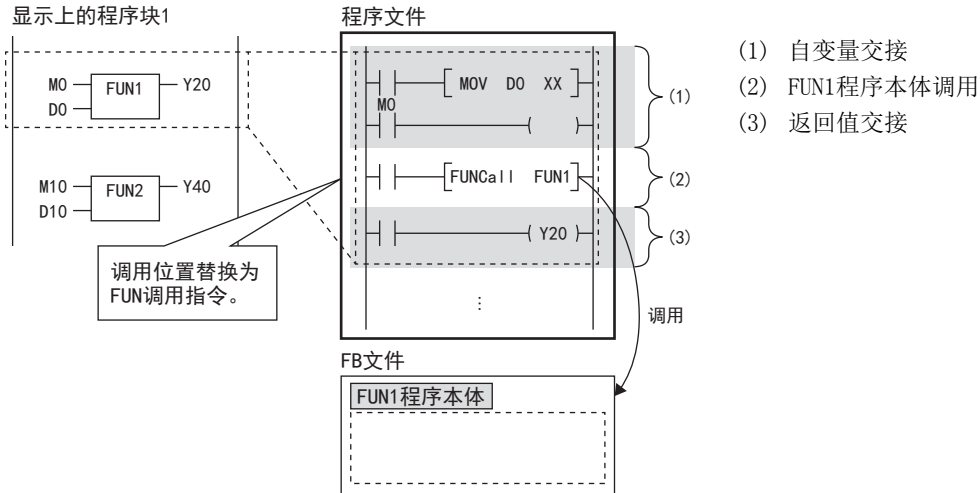 显示上的程序块1
M0
D0
FUN1
Y20
M10
D10
FUN2
Y40
调用位置替换为
FUN调用指令。
程序文件
MOV D0 XX
M0
(1)
FUNCall FUN1
(2)
Y20
(3)
⋮
调用
FB文件
FUN1程序本体
(1) 自变量交接
(2) FUN1程序本体调用
(3) 返回值交接